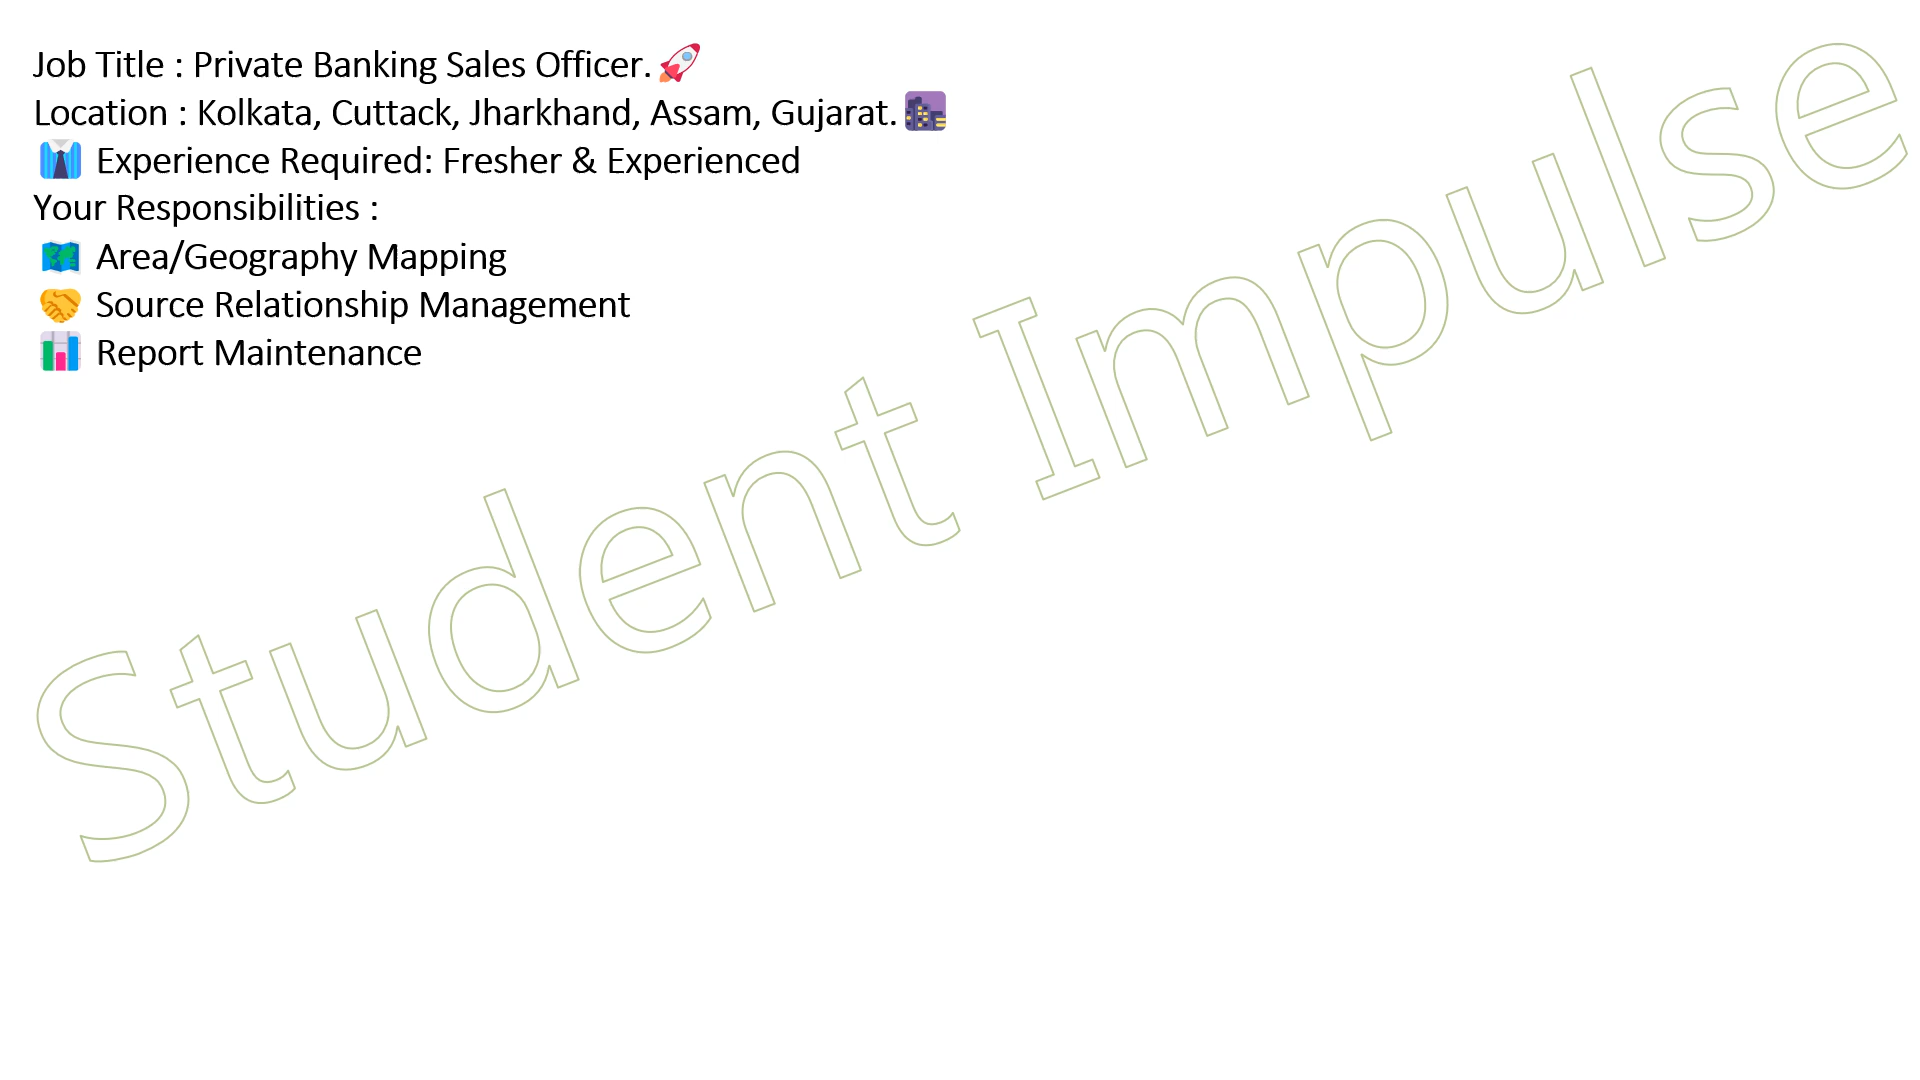 Job Title : Private Banking Sales Officer.🚀
Location : Kolkata, Cuttack, Jharkhand, Assam, Gujarat.🌃
👔 Experience Required: Fresher & Experienced
Your Responsibilities :
🗺️ Area/Geography Mapping
🤝 Source Relationship Management
📊 Report Maintenance
Student Impulse